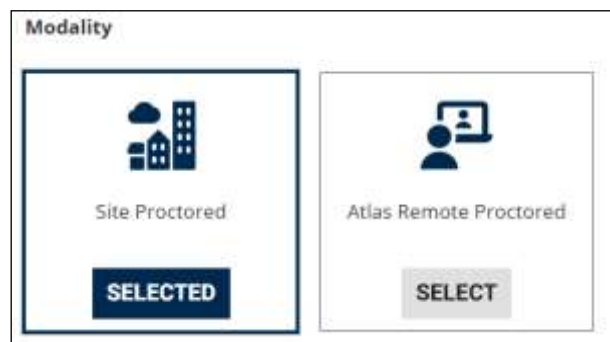 Modality
Site Proctored
Atlas Remote Proctored
SELECTED
SELECT